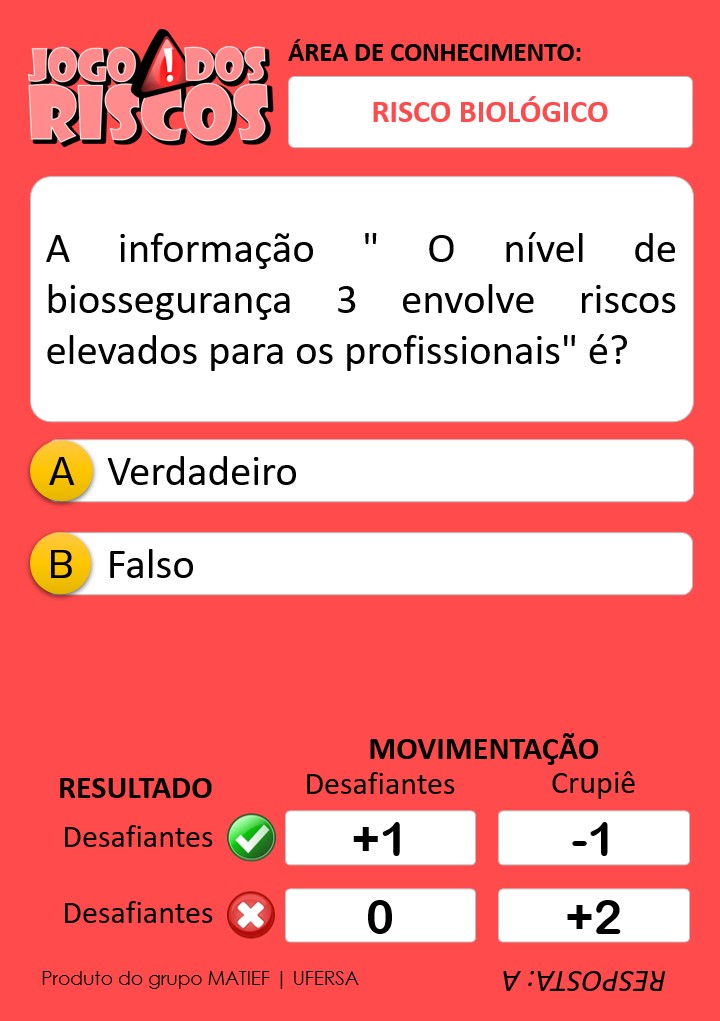 JOGO DOS
RISCOS
ÁREA DE CONHECIMENTO:
RISCO BIOLÓGICO
A informação " O nível de
biossegurança 3 envolve riscos
elevados para os profissionais" é?
A Verdadeiro
B Falso
MOVIMENTAÇÃO
RESULTADO Desafiantes Crupiê
Desafiantes +1 -1
Desafiantes 0 +2
Produto do grupo MATIEF | UFERSA
RESPOSTA: A